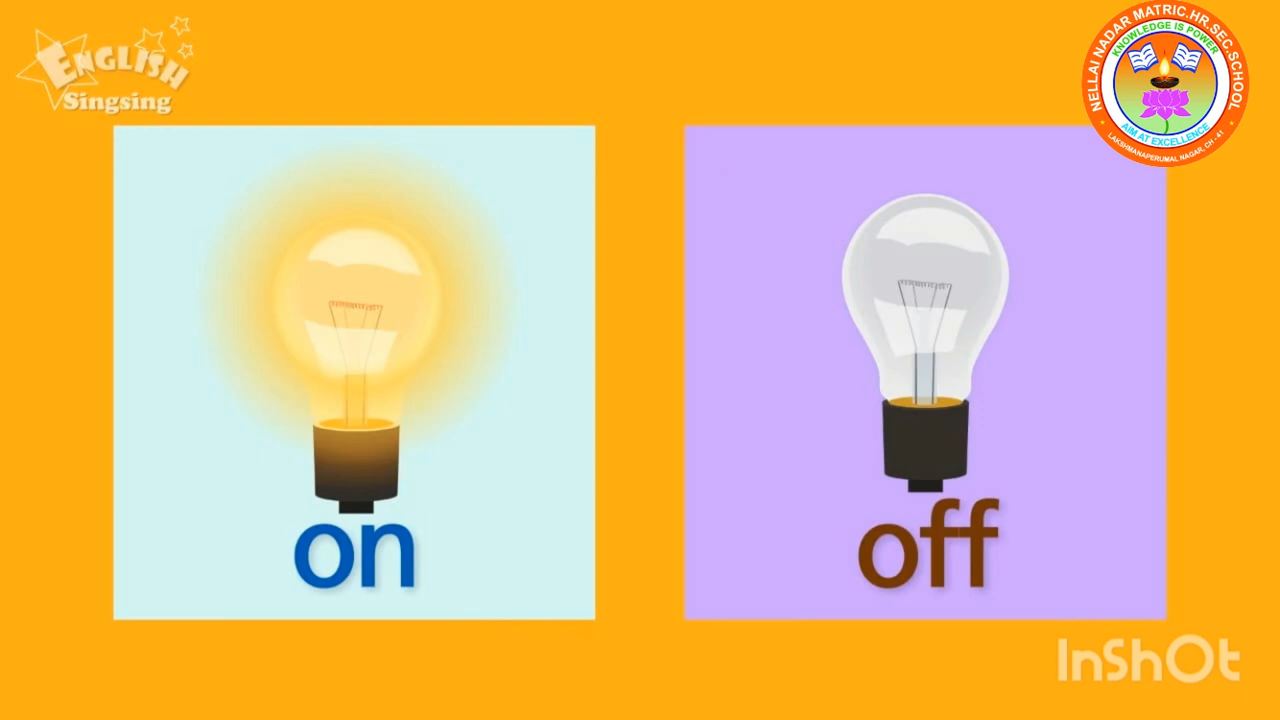 ENGLISH
Singsing
NELLAI NADAR MATRIC.HR.SEC.SCHOOL
KNOWLEDGE IS POWER
AIM AT EXCELLENCE
LAKSHMANAPERUMAL NAGAR, CH - 41
on
off
InShOt